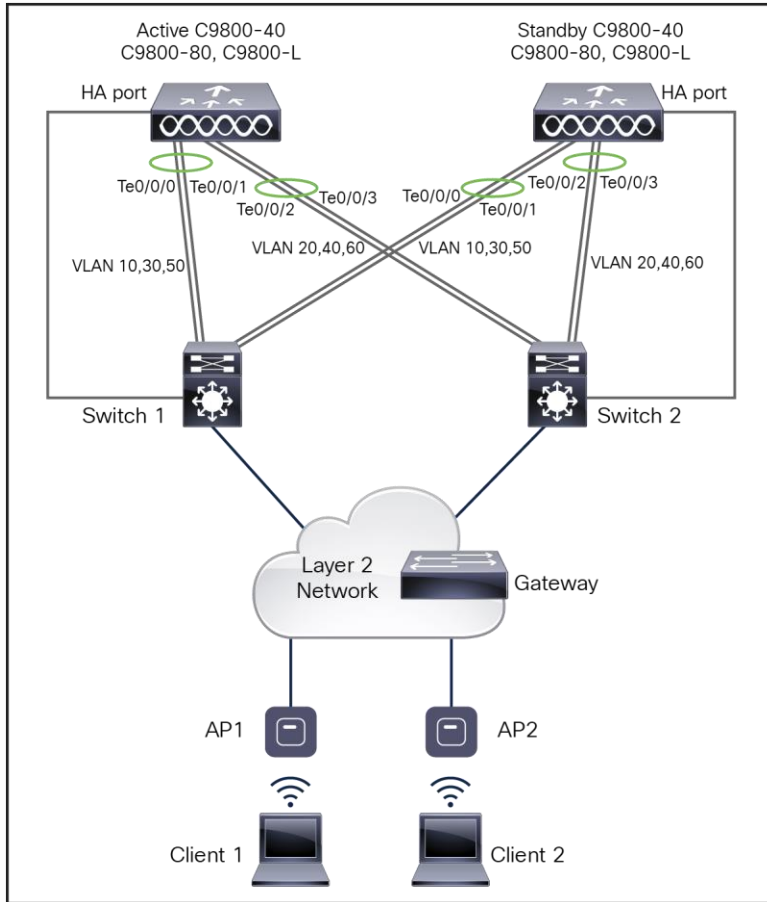 Active C9800-40
C9800-80, C9800-L
Standby C9800-40
C9800-80, C9800-L
HA port
HA port
Te0/0/0
Te0/0/1
Te0/0/2
Te0/0/3
Te0/0/0
Te0/0/1
Te0/0/2
Te0/0/3
VLAN 10,30,50
VLAN 20,40,60
VLAN 10,30,50
VLAN 20,40,60
Switch 1
Switch 2
Layer 2
Network
Gateway
AP1
AP2
Client 1
Client 2